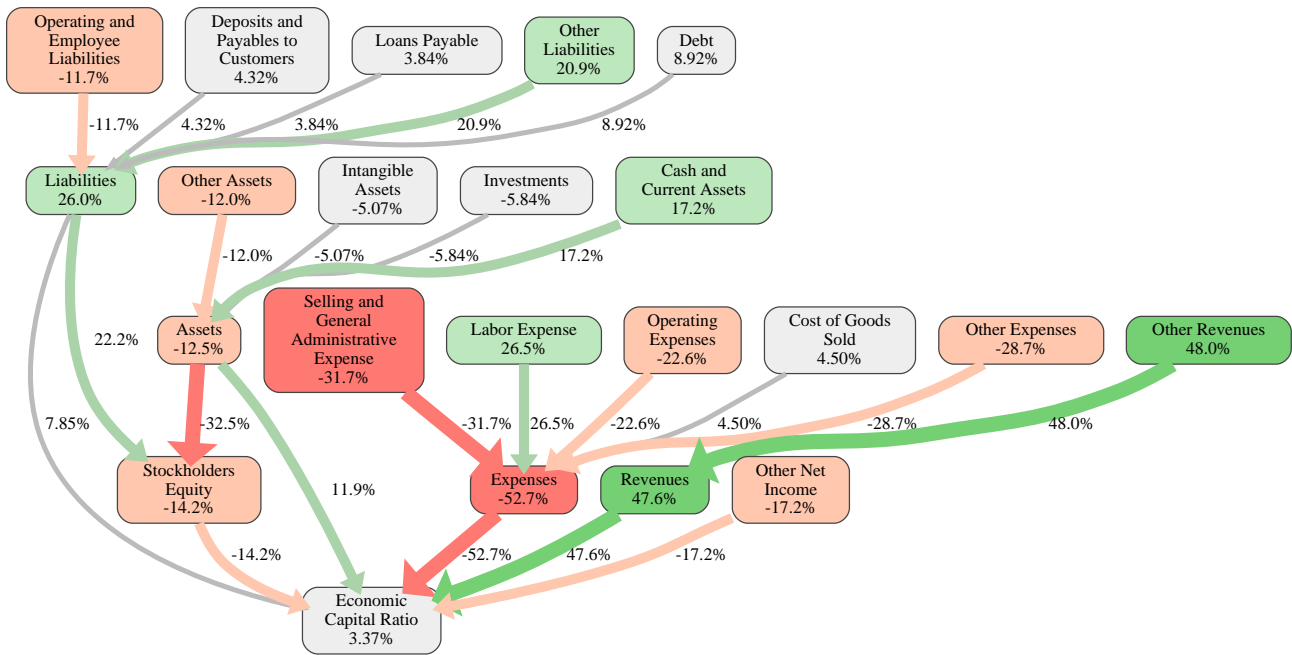 Operating and
Employee
Liabilities
-11.7%
Deposits and
Payables to
Customers
4.32%
Loans Payable
3.84%
Other
Liabilities
20.9%
Debt
8.92%
-11.7%
4.32%
3.84%
20.9%
8.92%
Liabilities
26.0%
Other Assets
-12.0%
Intangible
Assets
-5.07%
Investments
-5.84%
Cash and
Current Assets
17.2%
-12.0%
-5.07%
-5.84%
17.2%
22.2%
Assets
-12.5%
Selling and
General
Administrative
Expense
-31.7%
Labor Expense
26.5%
Operating
Expenses
-22.6%
Cost of Goods
Sold
4.50%
Other Expenses
-28.7%
Other Revenues
48.0%
7.85%
-32.5%
-31.7%
26.5%
-22.6%
4.50%
-28.7%
48.0%
Stockholders
Equity
-14.2%
11.9%
Expenses
-52.7%
Revenues
47.6%
Other Net
Income
-17.2%
-14.2%
-52.7%
47.6%
-17.2%
Economic
Capital Ratio
3.37%